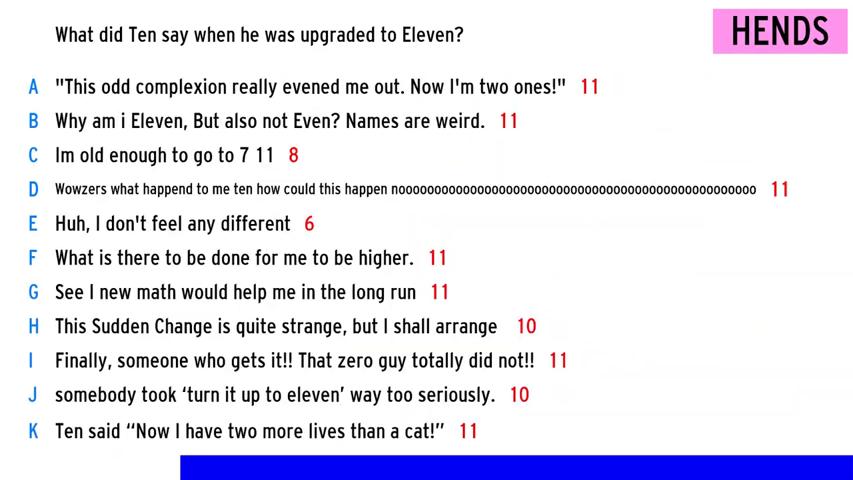 HENDS
What did Ten say when he was upgraded to Eleven?
A "This odd complexion really evened me out. Now I'm two ones!" 11
B Why am i Eleven, But also not Even? Names are weird. 11
C Im old enough to go to 7 11 8
D Wowzers what happend to me ten how could this happen nooooooooooooooooooooooooooooooooooooooooooooooooooo 11
E Huh, I don't feel any different 6
F What is there to be done for me to be higher. 11
G See I new math would help me in the long run 11
H This Sudden Change is quite strange, but I shall arrange 10
I Finally, someone who gets it!! That zero guy totally did not!! 11
J somebody took ‘turn it up to eleven’ way too seriously. 10
K Ten said “Now I have two more lives than a cat!” 11